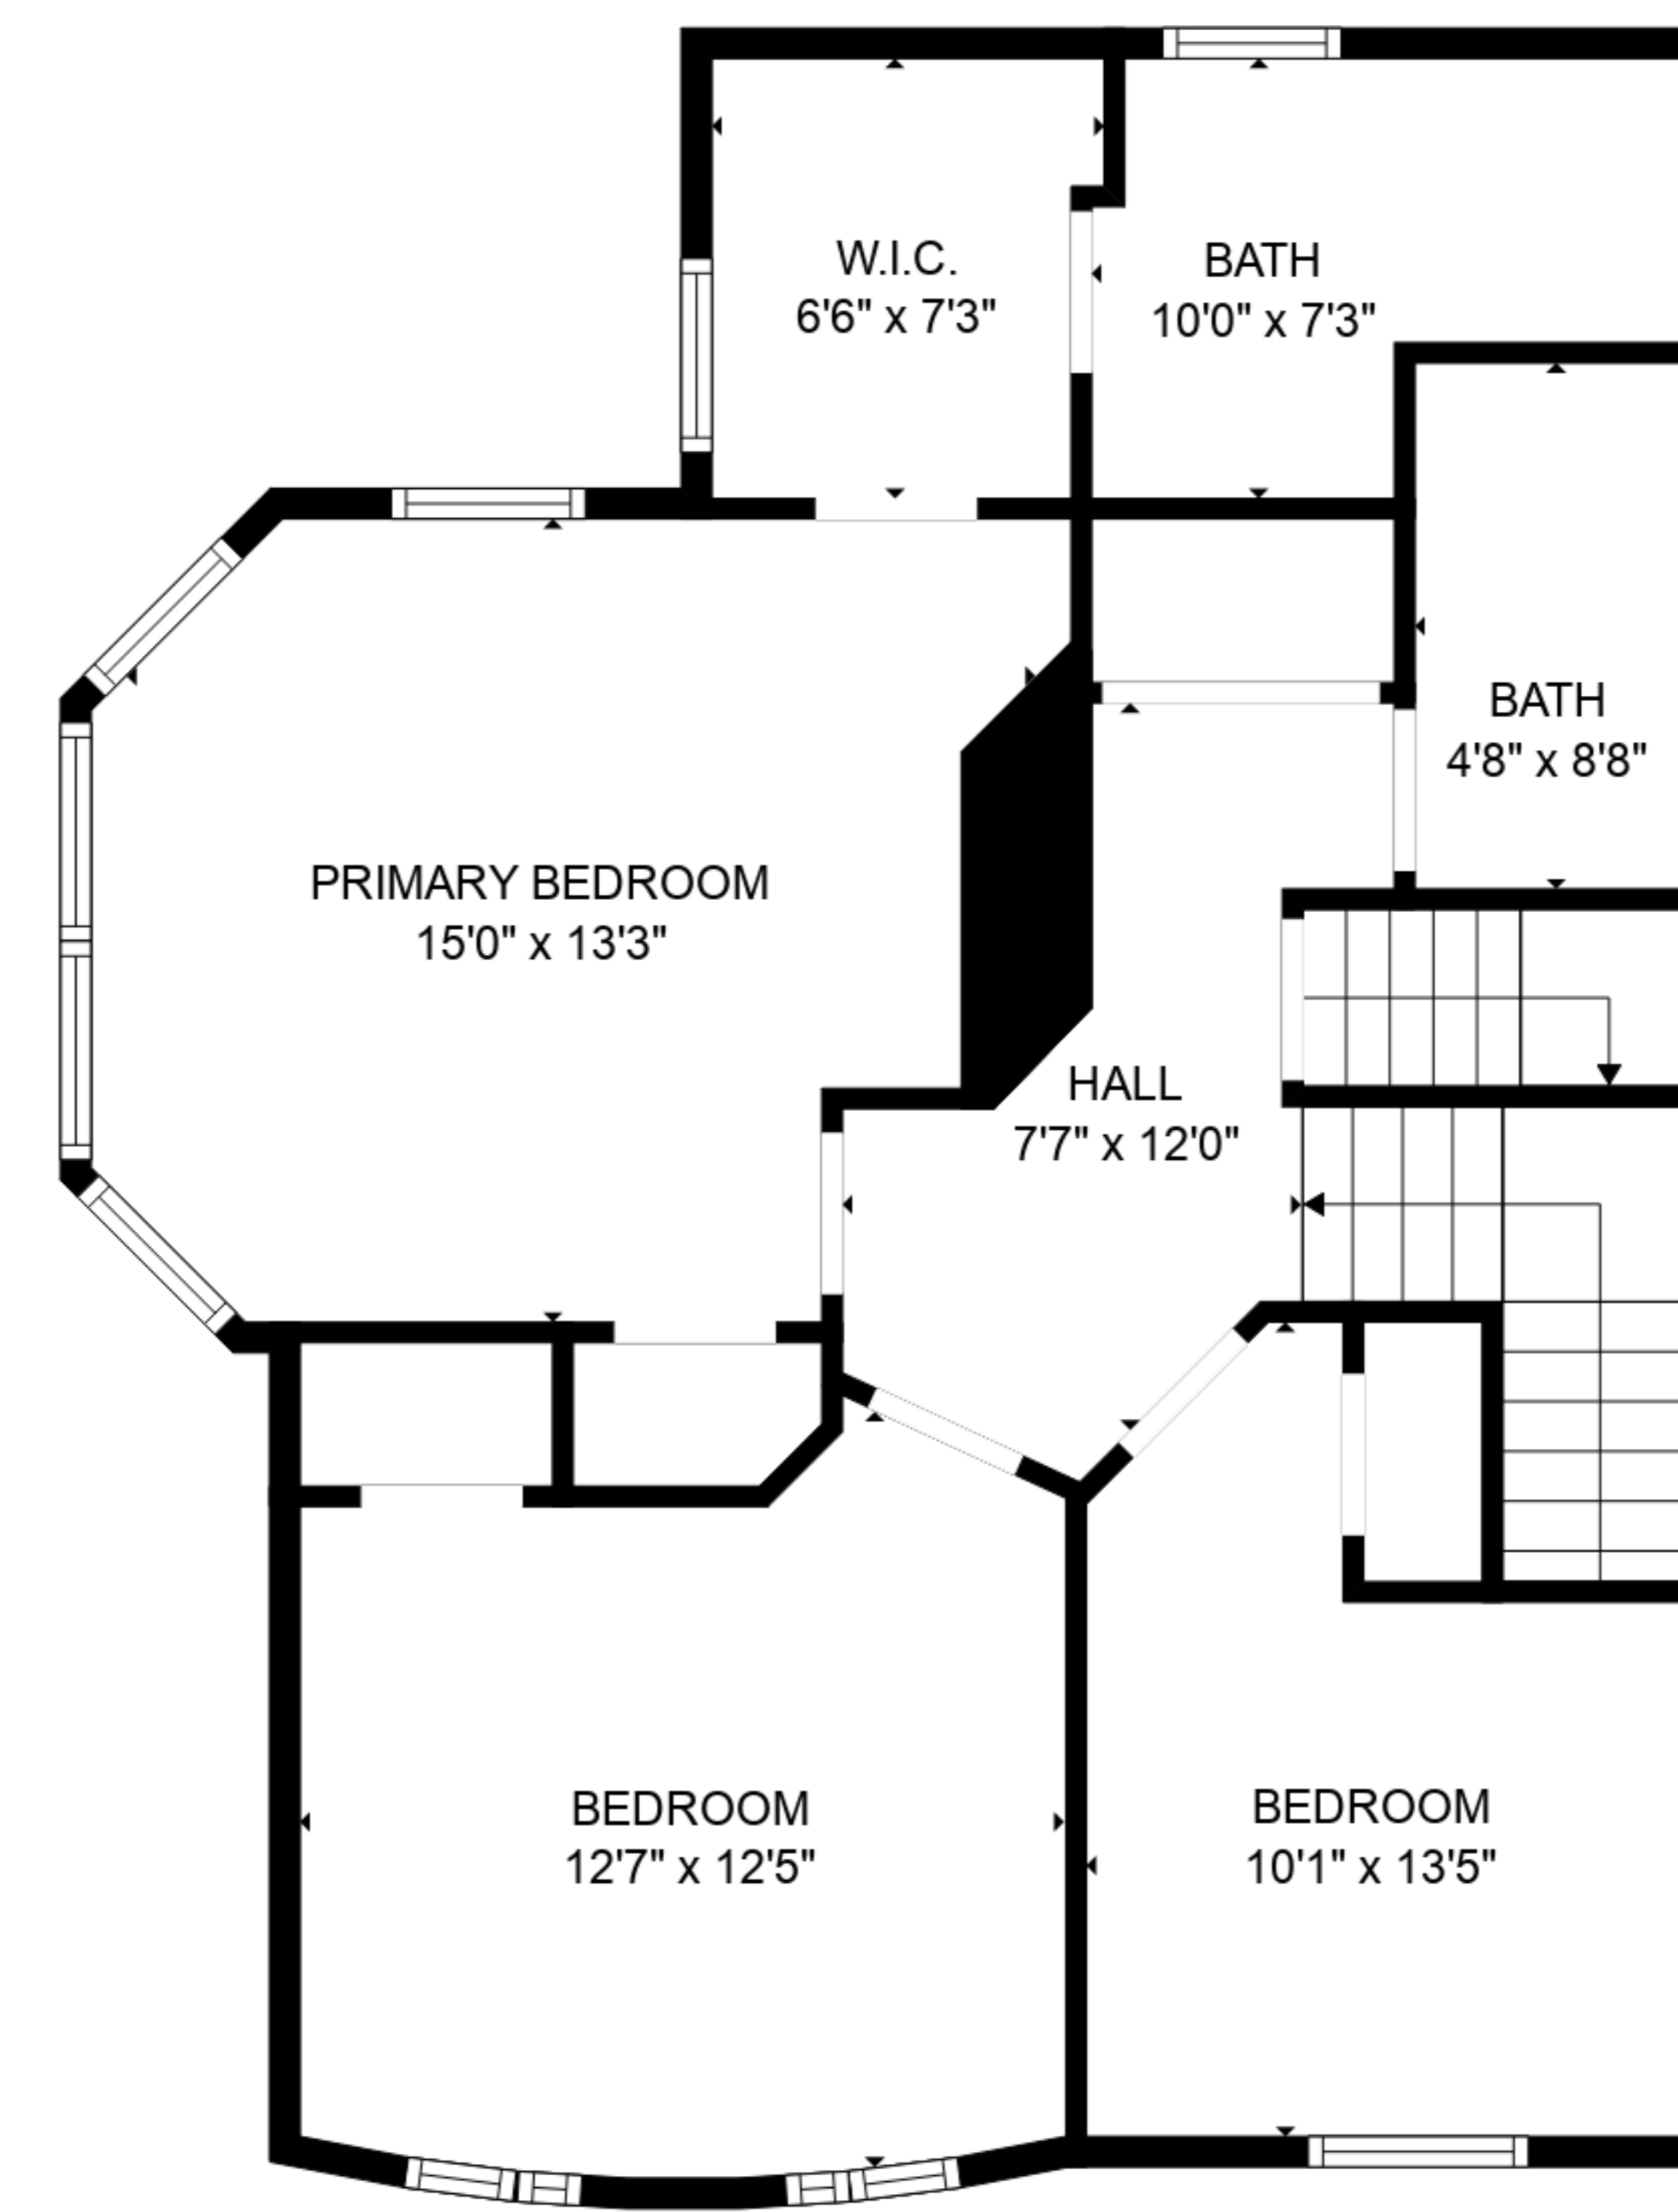 W.I.C.
6'6" x 7'3"
BATH
10'0" x 7'3"
BATH
4'8" x 8'8"
PRIMARY BEDROOM
15'0" x 13'3"
HALL
7'7" x 12'0"
BEDROOM
12'7" x 12'5"
BEDROOM
10'1" x 13'5"